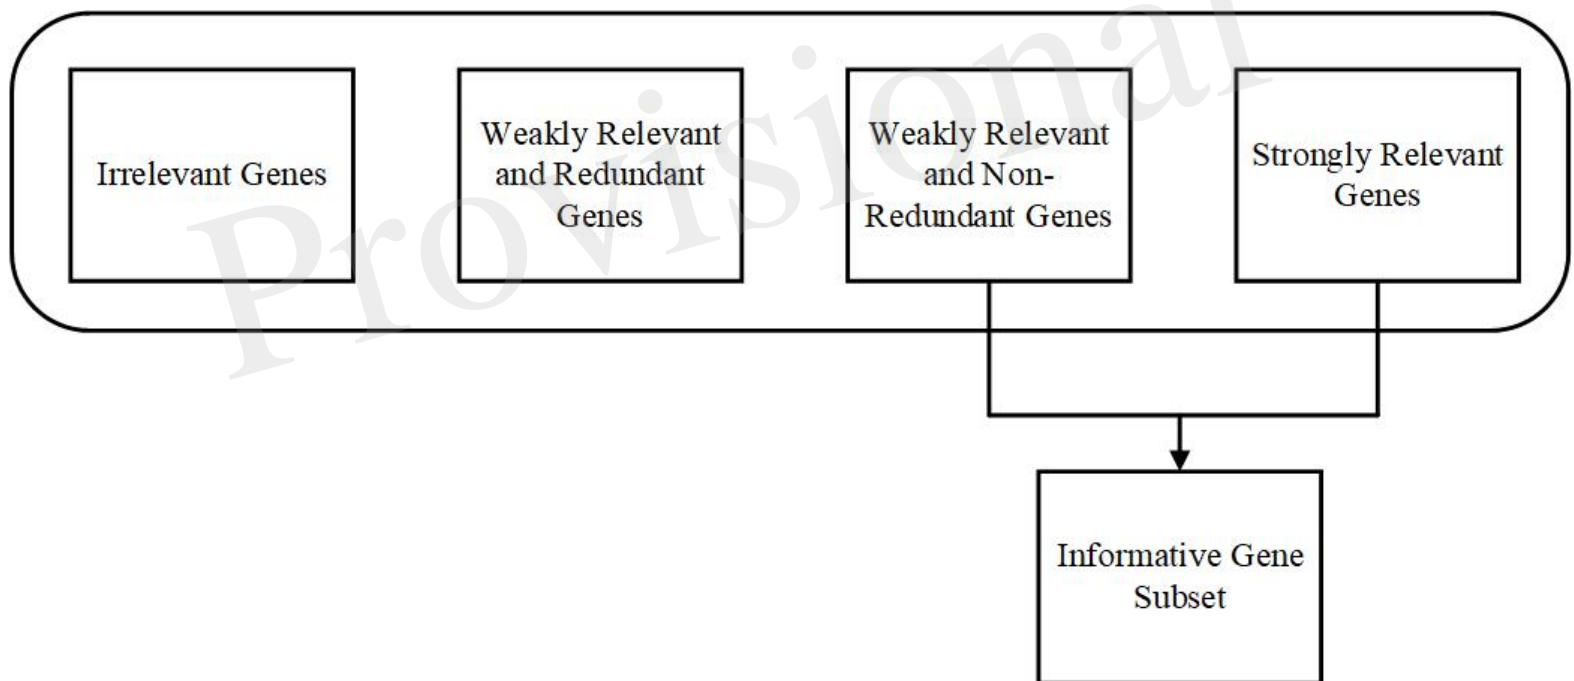 Provisional
Irrelevant Genes
Weakly Relevant
and Redundant
Genes
Weakly Relevant
and Non-
Redundant Genes
Strongly Relevant
Genes
Informative Gene
Subset